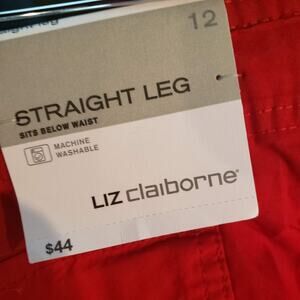 12
STRAIGHT LEG
SITS BELOW WAIST
MACHINE
WASHABLE
LIZ claiborne
$44